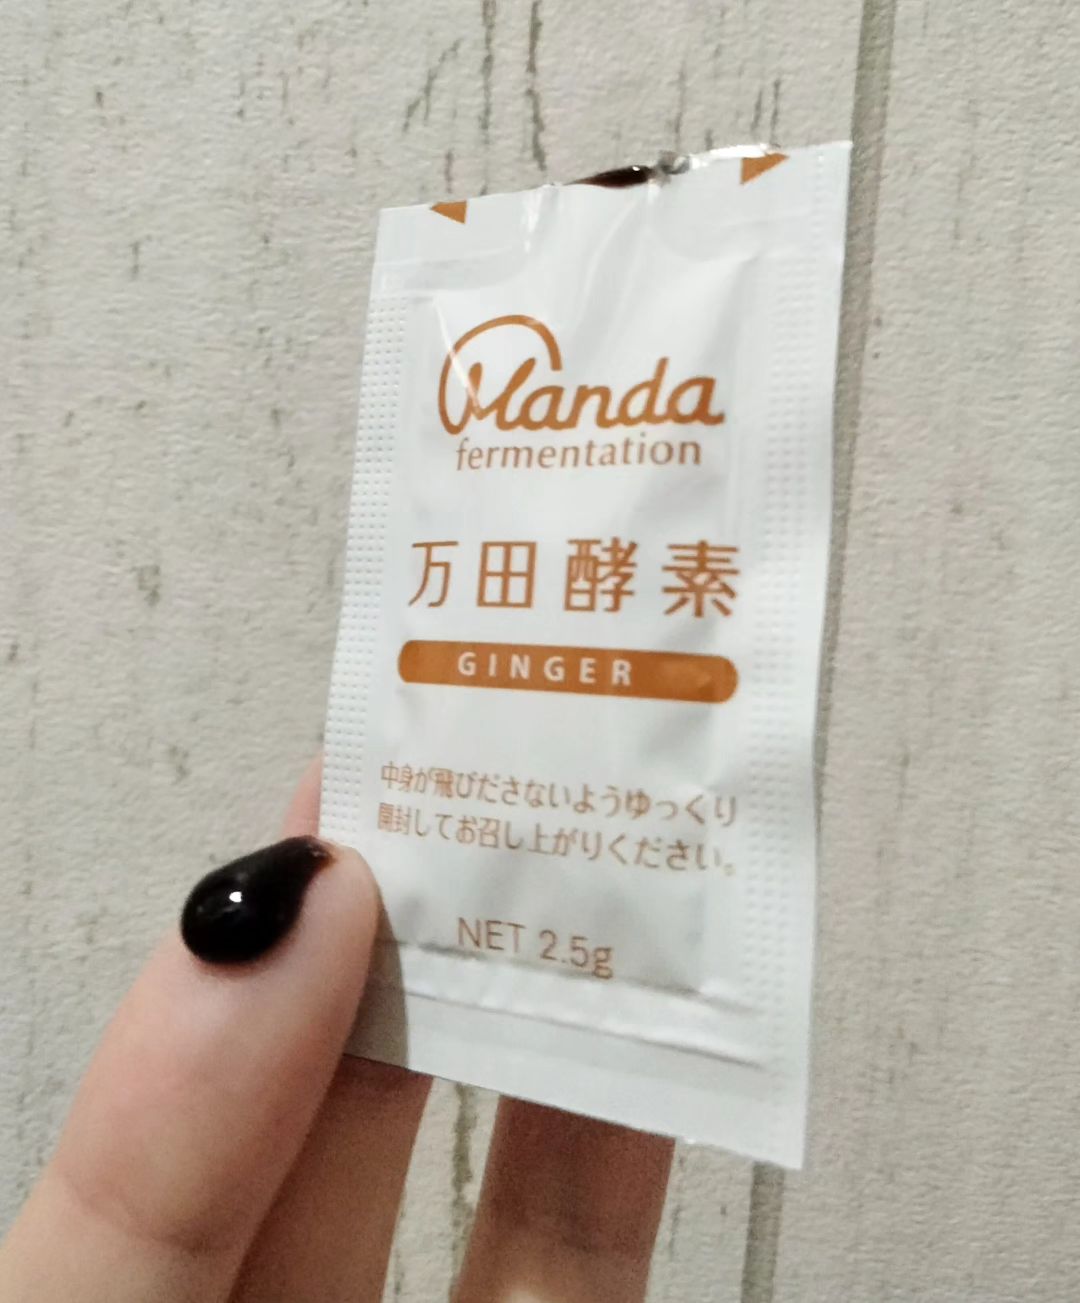 Manda
fermentation
万田酵素
GINGER
中身が飛びださないようゆっくり
開封してお召し上がりください。
NET 2.5g